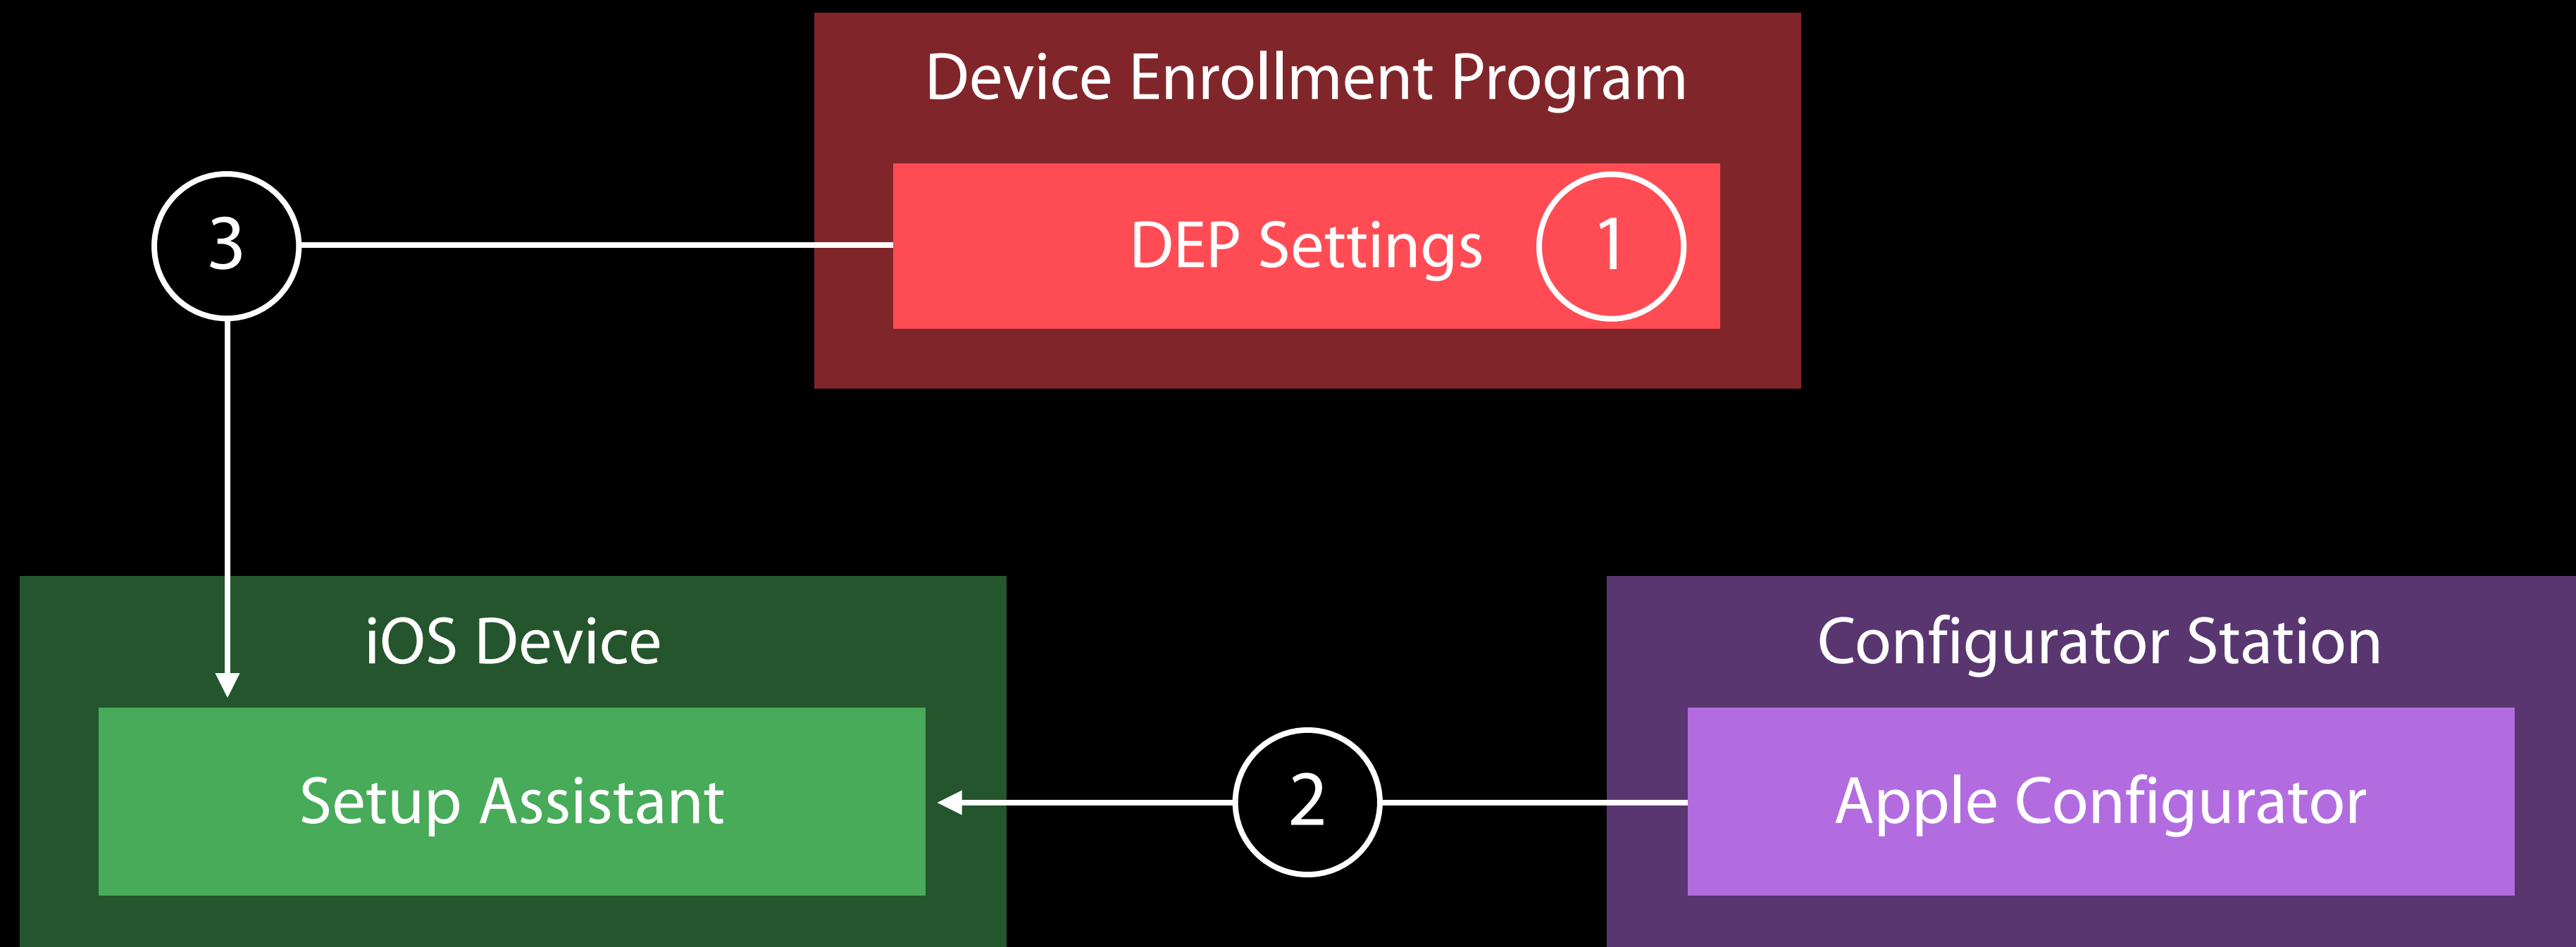 Device Enrollment Program
3
DEP Settings
1
iOS Device
Configurator Station
Setup Assistant
2
Apple Configurator